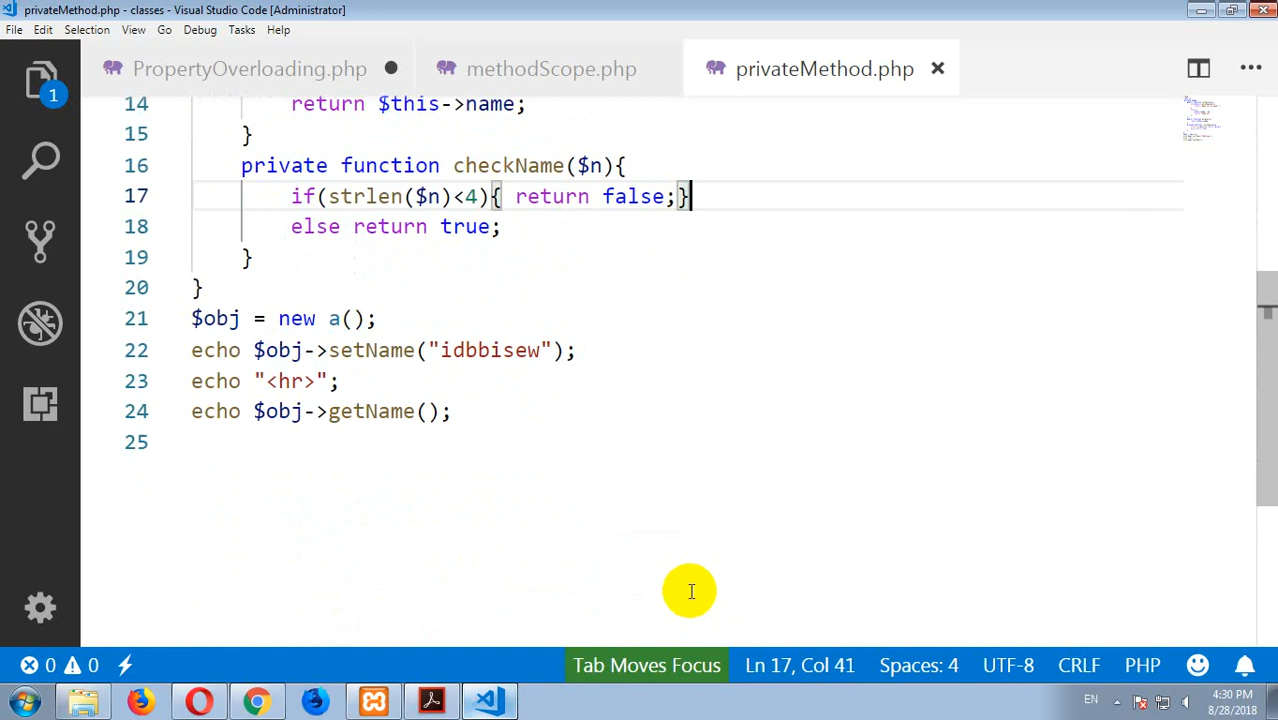 privateMethod.php - classes - Visual Studio Code [Administrator]
File Edit Selection View Go Debug Tasks Help
PropertyOverloading.php methodScope.php privateMethod.php
1
14 return $this->name;
15 }
16 private function checkName($n){
17 if(strlen($n)<4){ return false;}
18 else return true;
19 }
20 }
21 $obj = new a();
22 echo $obj->setName("idbbisew");
23 echo "<hr>";
24 echo $obj->getName();
25
0 0 Tab Moves Focus Ln 17, Col 41 Spaces: 4 UTF-8 CRLF PHP
EN 4:30 PM
8/28/2018